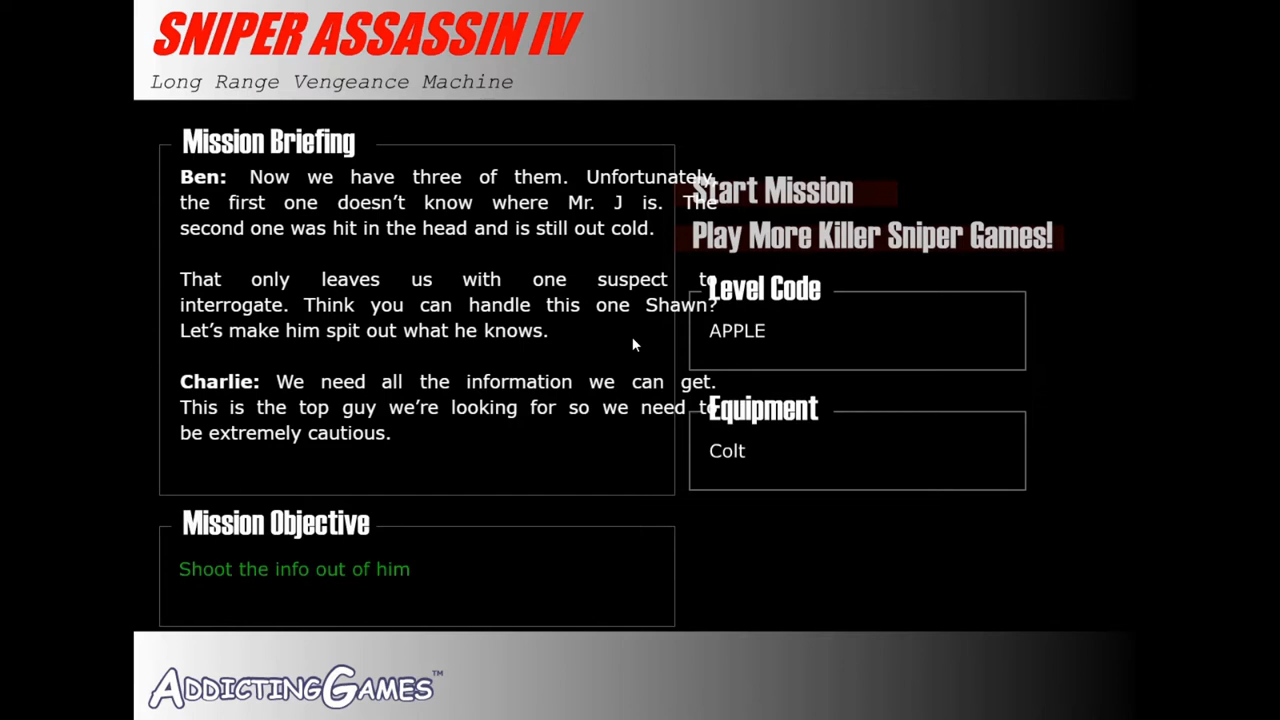 SNIPER ASSASSIN IV
Long Range Vengeance Machine
Mission Briefing
Ben: Now we have three of them. Unfortunately,
the first one doesn't know where Mr. J is. The
second one was hit in the head and is still out cold.
That only leaves us with one suspect to
interrogate. Think you can handle this one Shawn?
Let's make him spit out what he knows.
Charlie: We need all the information we can get.
This is the top guy we're looking for so we need to
be extremely cautious.
Mission Objective
Shoot the info out of him
Start Mission
Play More Killer Sniper Games!
Level Code
APPLE
Equipment
Colt
ADDICTINGGAMES™